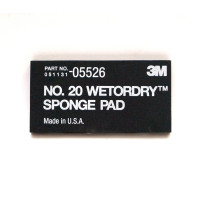 PART NO.
051131-05526
3M
NO. 20 WETORDRY™
SPONGE PAD
Made in U.S.A.